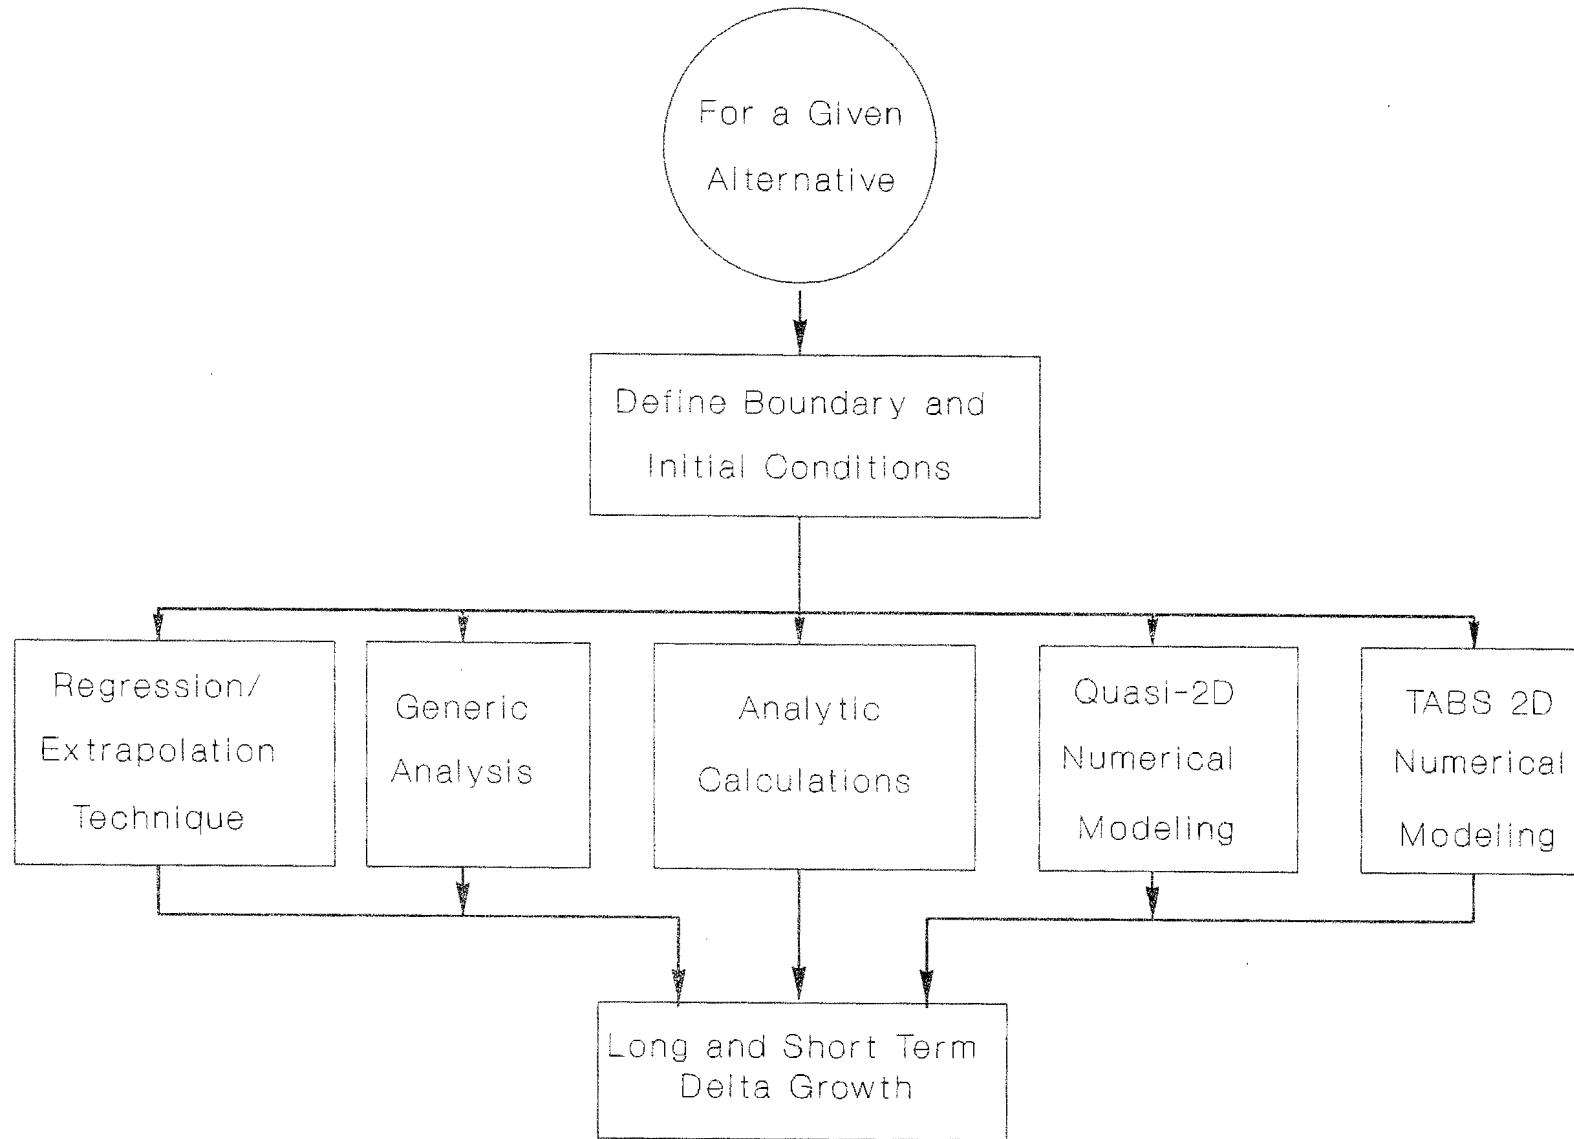 For a Given
Alternative
Define Boundary and
Initial Conditions
Regression/
Extrapolation
Technique
Generic
Analysis
Analytic
Calculations
Quasi-2D
Numerical
Modeling
TABS 2D
Numerical
Modeling
Long and Short Term
Delta Growth